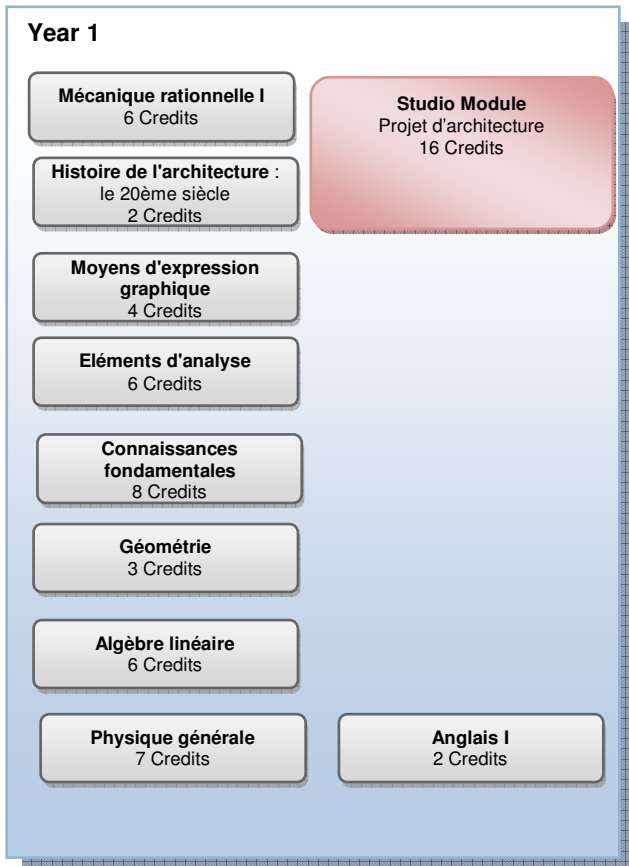 Year 1
Mécanique rationnelle I
6 Credits
Studio Module
Projet d'architecture
16 Credits
Histoire de l'architecture :
le 20ème siècle
2 Credits
Moyens d'expression
graphique
4 Credits
Eléments d'analyse
6 Credits
Connaissances
fondamentales
8 Credits
Géométrie
3 Credits
Algèbre linéaire
6 Credits
Physique générale
7 Credits
Anglais I
2 Credits